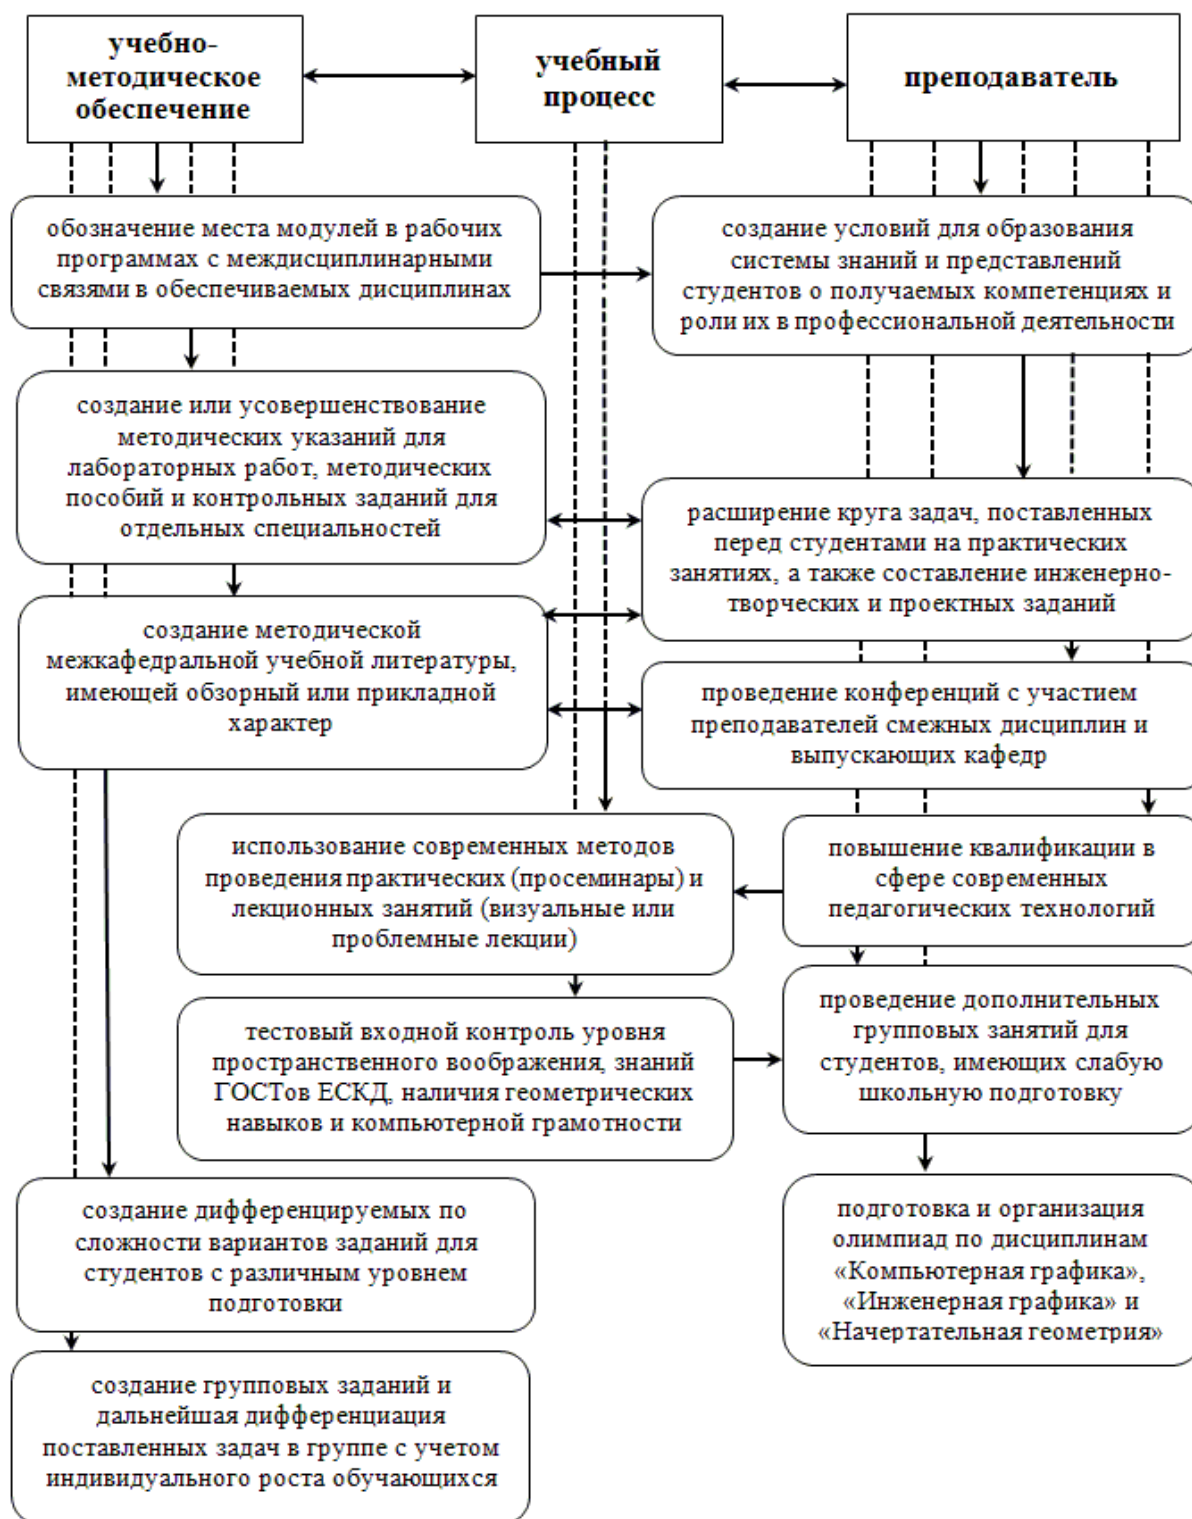 учебно-
методическое
обеспечение
учебный
процесс
преподаватель
обозначение места модулей в рабочих
программах с междисциплинарными
связями в обеспечиваемых дисциплинах
создание условий для образования
системы знаний и представлений
студентов о получаемых компетенциях и
роли их в профессиональной деятельности
создание или усовершенствование
методических указаний для
лабораторных работ, методических
пособий и контрольных заданий для
отдельных специальностей
расширение круга задач, поставленных
перед студентами на практических
занятиях, а также составление инженерно-
творческих и проектных заданий
создание методической
межкафедральной учебной литературы,
имеющей обзорный или прикладной
характер
проведение конференций с участием
преподавателей смежных дисциплин и
выпускающих кафедр
использование современных методов
проведения практических (просеминары) и
лекционных занятий (визуальные или
проблемные лекции)
повышение квалификации в
сфере современных
педагогических технологий
тестовый входной контроль уровня
пространственного воображения, знаний
ГОСТов ЕСКД, наличия геометрических
навыков и компьютерной грамотности
проведение дополнительных
групповых занятий для
студентов, имеющих слабую
школьную подготовку
создание дифференцируемых по
сложности вариантов заданий для
студентов с различным уровнем
подготовки
подготовка и организация
олимпиад по дисциплинам
«Компьютерная графика»,
«Инженерная графика» и
«Начертательная геометрия»
создание групповых заданий и
дальнейшая дифференциация
поставленных задач в группе с учетом
индивидуального роста обучающихся